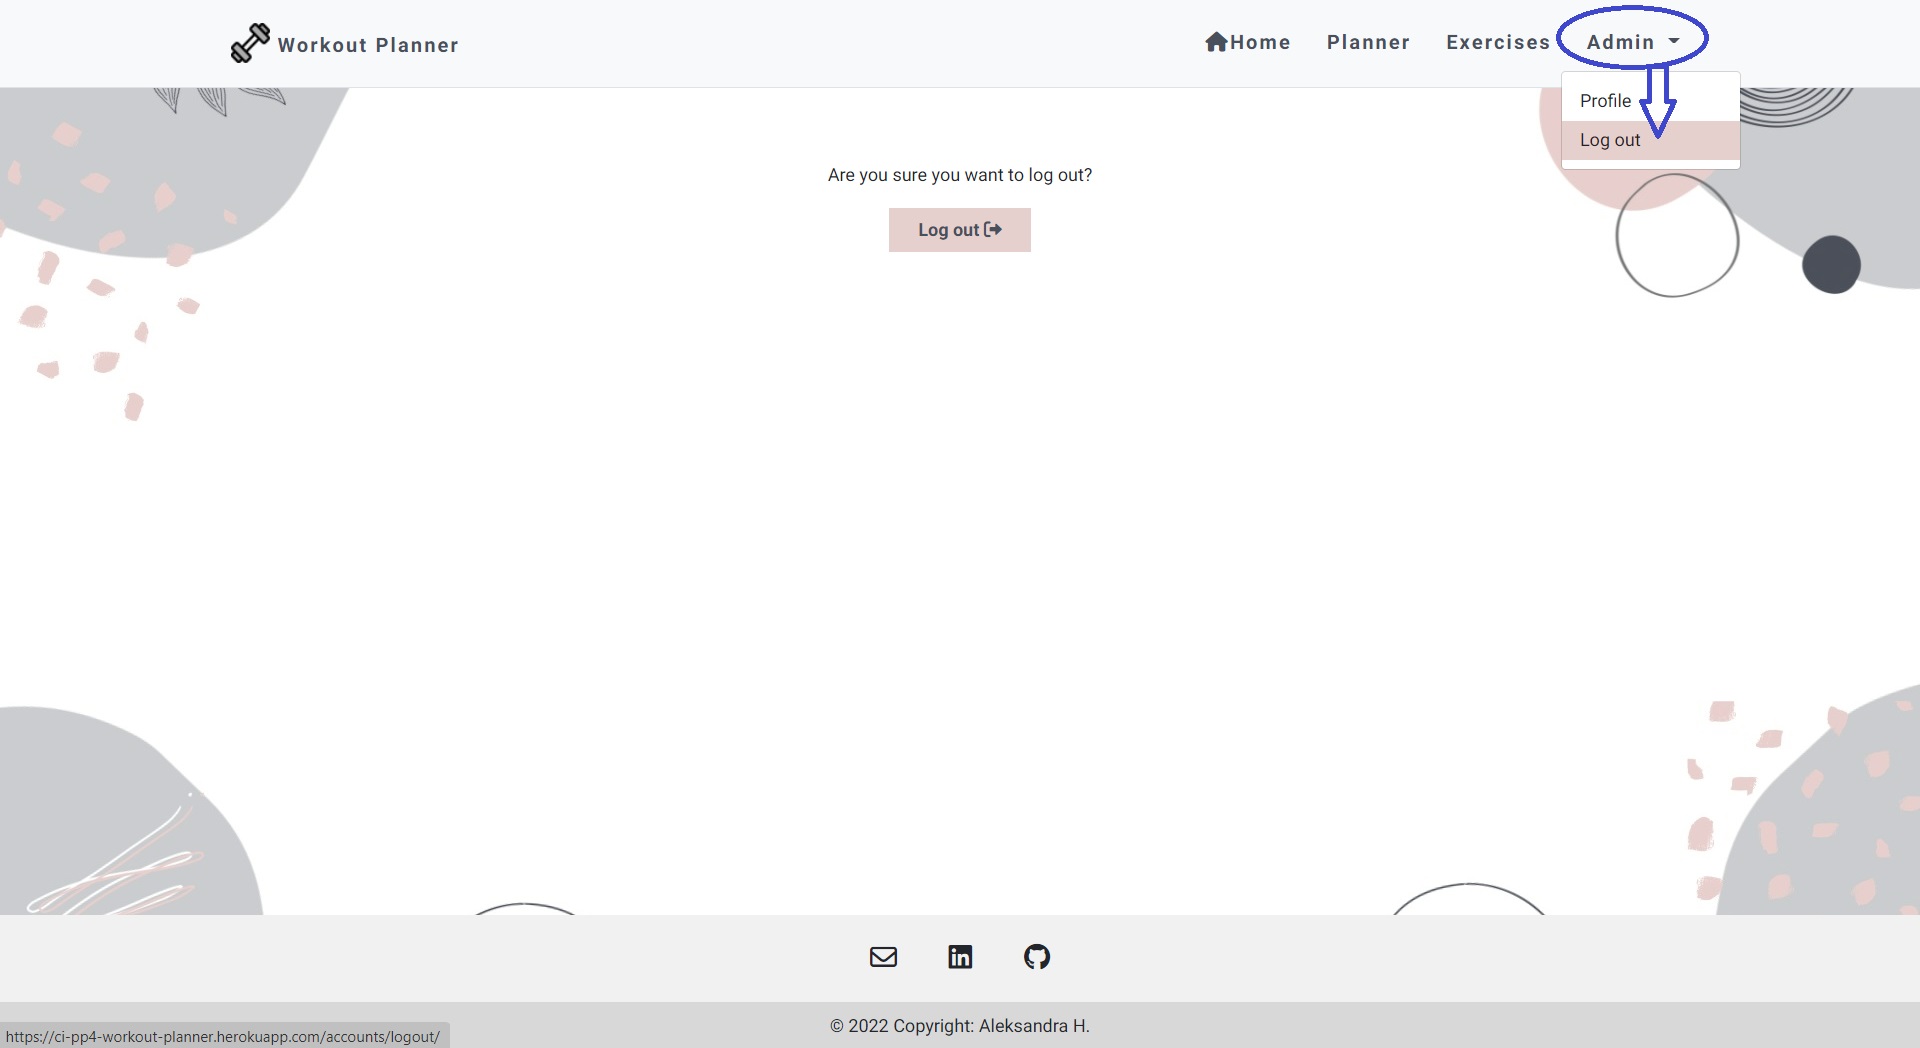 Workout Planner
Home Planner Exercises Admin
Profile
Log out
Are you sure you want to log out?
Log out
in
© 2022 Copyright: Aleksandra H.
https://ci-pp4-workout-planner.herokuapp.com/accounts/logout/